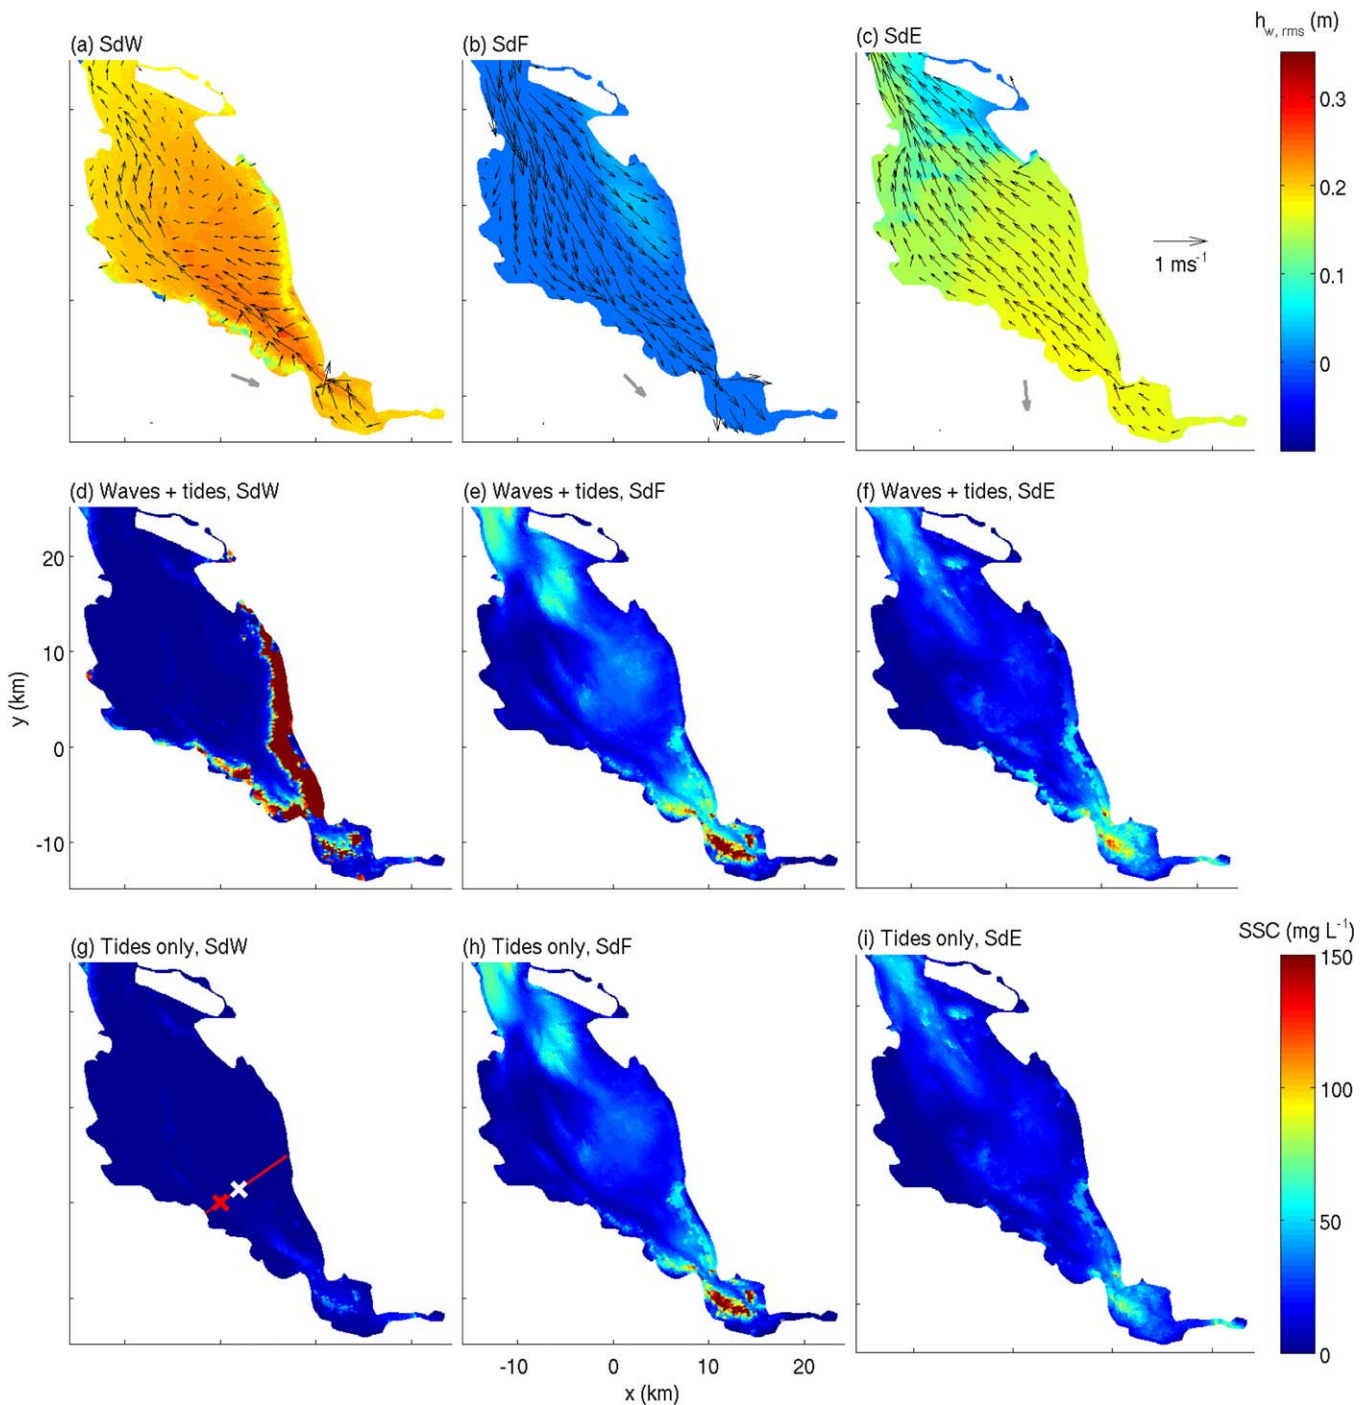 h_w, rms (m)
(a) SdW
(b) SdF
(c) SdE
0.3
0.2
1 ms⁻¹
0.1
0
(d) Waves + tides, SdW
(e) Waves + tides, SdF
(f) Waves + tides, SdE
20
10
y (km)
0
-10
SSC (mg L⁻¹)
(g) Tides only, SdW
(h) Tides only, SdF
(i) Tides only, SdE
150
100
50
0
-10
0
10
20
x (km)